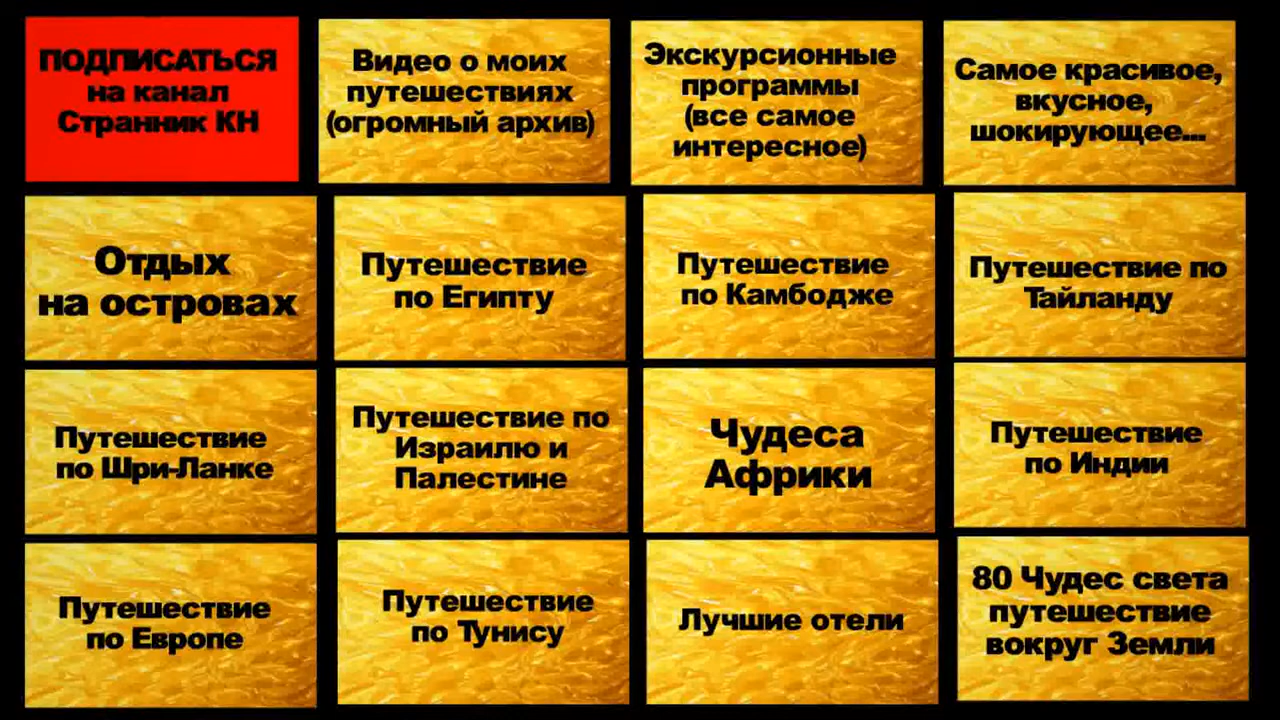 ПОДПИСАТЬСЯ
на канал
Странник КН
Видео о моих
путешествиях
(огромный архив)
Экскурсионные
программы
(все самое
интересное)
Самое красивое,
вкусное,
шокирующее...
Отдых
на островах
Путешествие
по Египту
Путешествие
по Камбодже
Путешествие по
Тайланду
Путешествие
по Шри-Ланке
Путешествие по
Израилю и
Палестине
Чудеса
Африки
Путешествие
по Индии
Путешествие
по Европе
Путешествие
по Тунису
Лучшие отели
80 Чудес света
путешествие
вокруг Земли